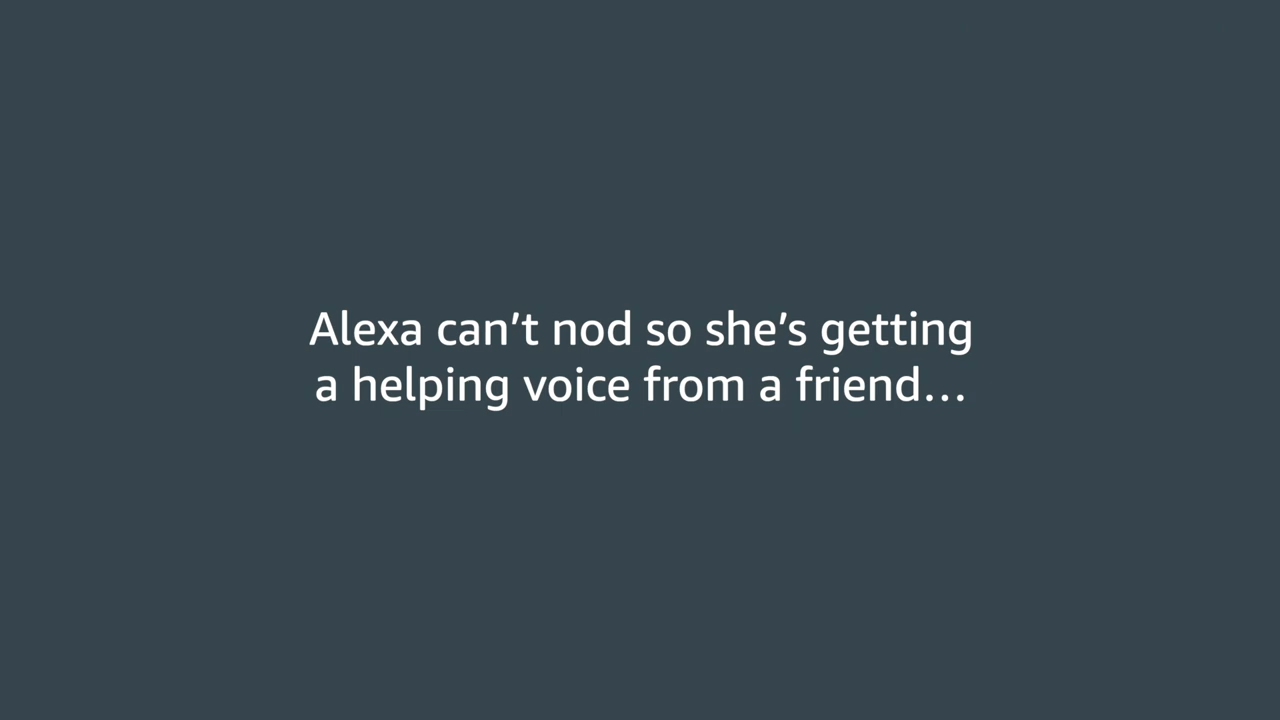 Alexa can’t nod so she’s getting
a helping voice from a friend…